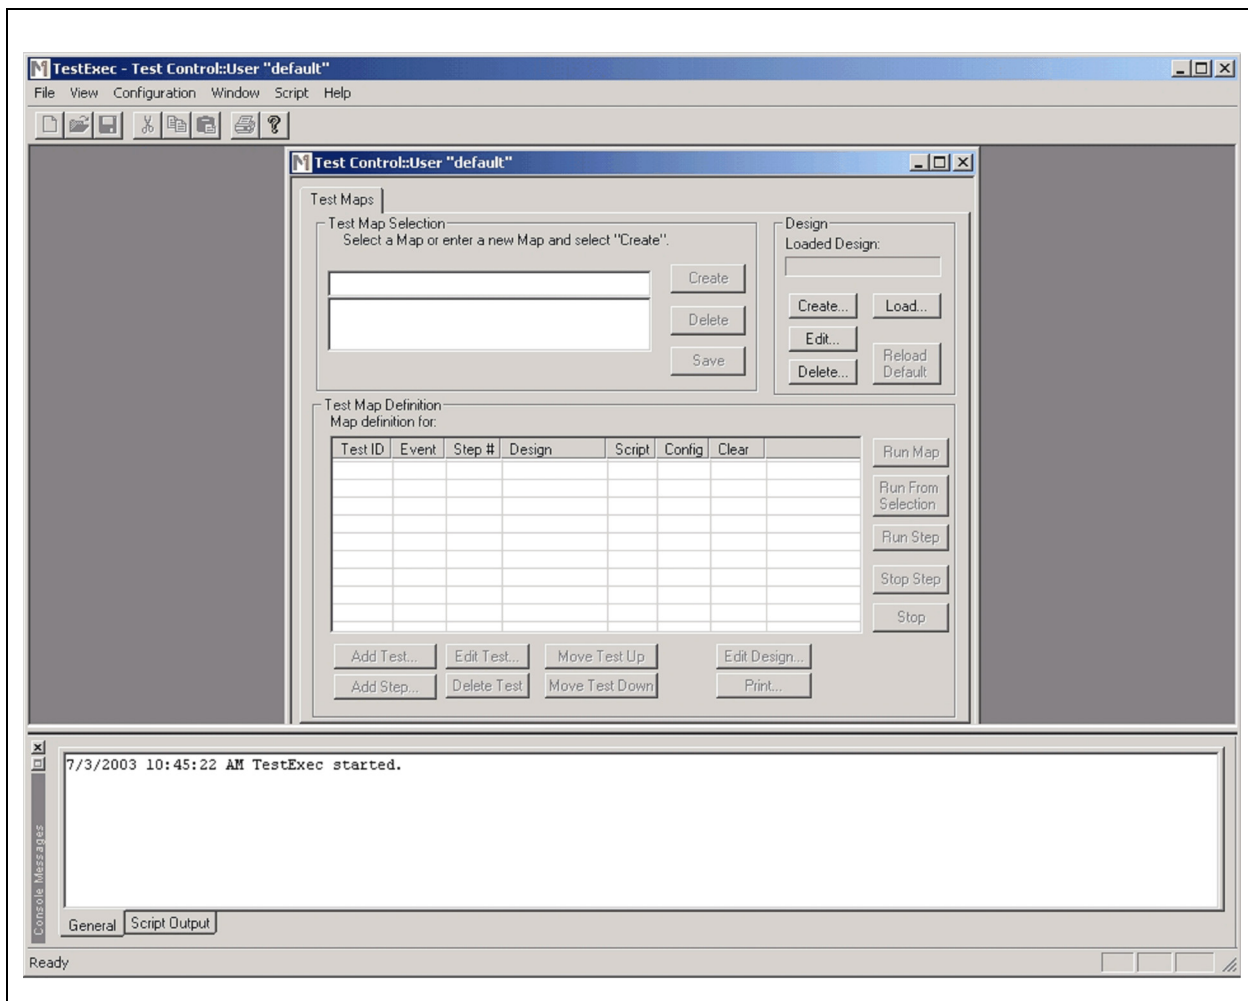 TestExec - Test Control::User "default"
File View Configuration Window Script Help
Test Control::User "default"
Test Maps
Test Map Selection
Select a Map or enter a new Map and select "Create".
Create
Delete
Save
Design
Loaded Design:
Create... Load...
Edit...
Delete...
Reload
Default
Test Map Definition
Map definition for:
Test ID Event Step # Design Script Config Clear
Run Map
Run From
Selection
Run Step
Stop Step
Stop
Add Test... Edit Test... Move Test Up Edit Design...
Add Step... Delete Test Move Test Down Print...
Console Messages
7/3/2003 10:45:22 AM TestExec started.
General Script Output
Ready